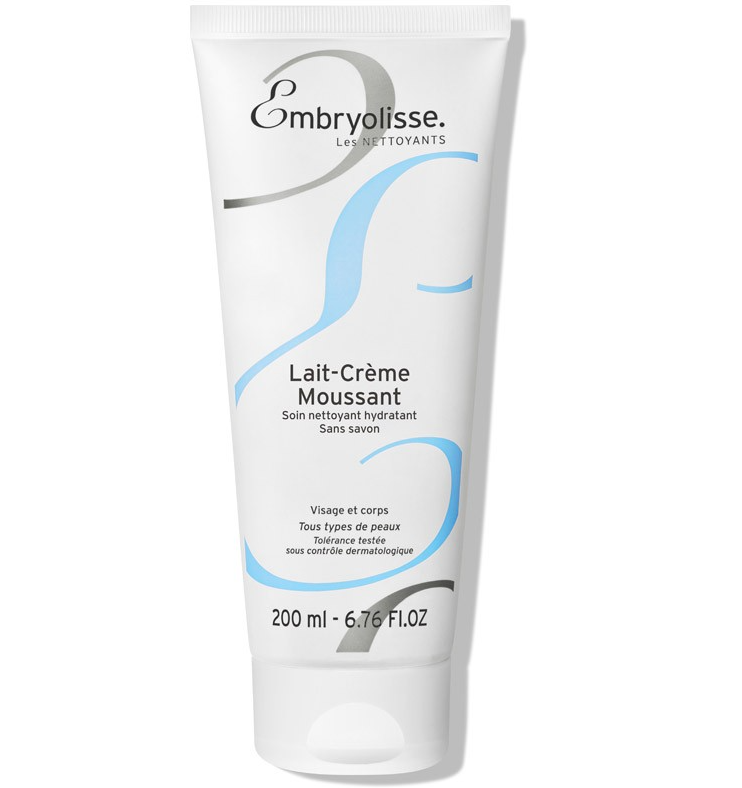 Embryolisse.
Les NETTOYANTS
Lait-Crème
Moussant
Soin nettoyant hydratant
Sans savon
Visage et corps
Tous types de peaux
Tolérance testée
sous contrôle dermatologique
200 ml - 6.76 Fl.OZ